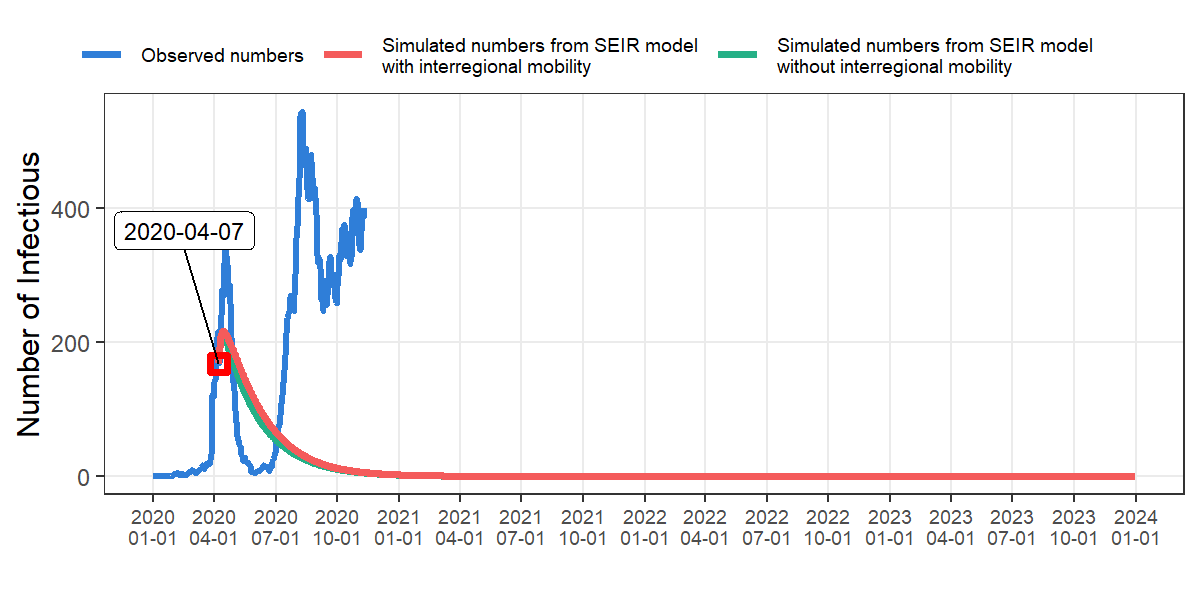 Observed numbers
Simulated numbers from SEIR model
with interregional mobility
Simulated numbers from SEIR model
without interregional mobility
Number of Infectious
400
200
0
2020-04-07
2020 2020 2020 2020 2021 2021 2021 2021 2022 2022 2022 2022 2023 2023 2023 2023 2024
01-01 04-01 07-01 10-01 01-01 04-01 07-01 10-01 01-01 04-01 07-01 10-01 01-01 04-01 07-01 10-01 01-01